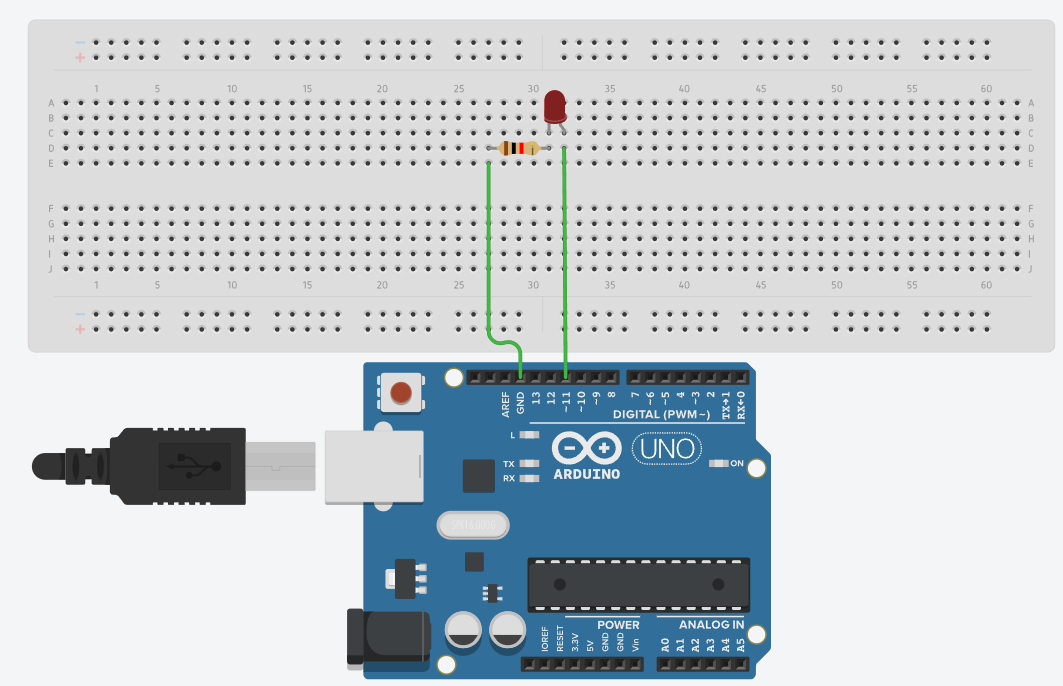 − −
+ +
1 5 10 15 20 25 30 35 40 45 50 55 60
A A
B B
C C
D D
E E
F F
G G
H H
I I
J J
1 5 10 15 20 25 30 35 40 45 50 55 60
− −
+ +
AREF GND 13 12 ~11 ~10 ~9 8 7 ~6 ~5 4 ~3 2 TX→1 RX←0
DIGITAL (PWM~)
L
TX
RX
ARDUINO
UNO
ON
POWER
ANALOG IN
IOREF RESET 3.3V 5V GND GND Vin A0 A1 A2 A3 A4 A5